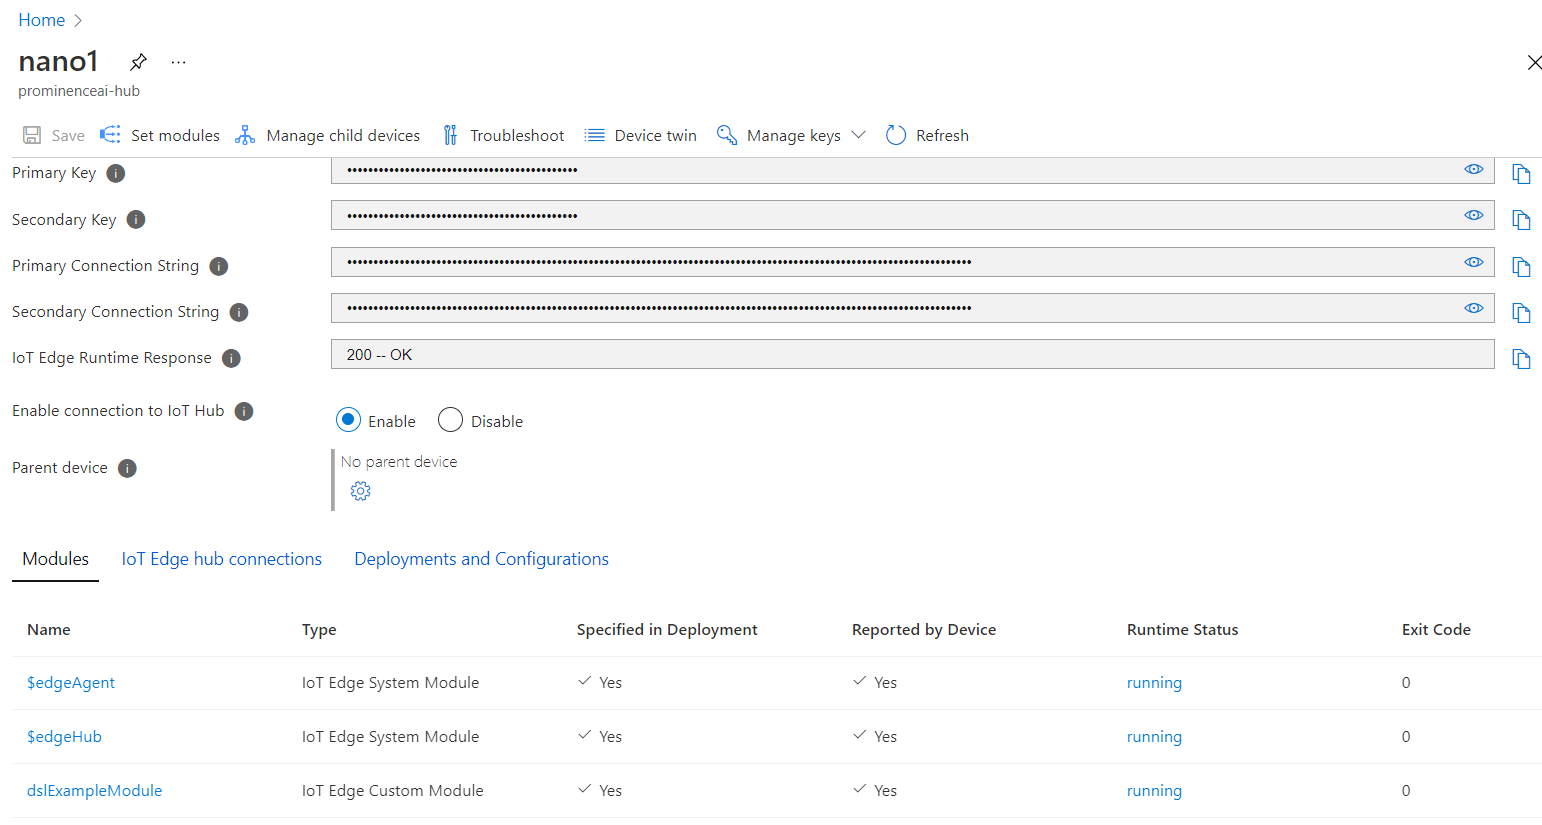 Home
nano1
prominenceai-hub
Save Set modules Manage child devices Troubleshoot Device twin Manage keys Refresh
Primary Key
Secondary Key
Primary Connection String
Secondary Connection String
IoT Edge Runtime Response 200 -- OK
Enable connection to IoT Hub Enable Disable
Parent device No parent device
Modules IoT Edge hub connections Deployments and Configurations
Name Type Specified in Deployment Reported by Device Runtime Status Exit Code
$edgeAgent IoT Edge System Module Yes Yes running 0
$edgeHub IoT Edge System Module Yes Yes running 0
dslExampleModule IoT Edge Custom Module Yes Yes running 0